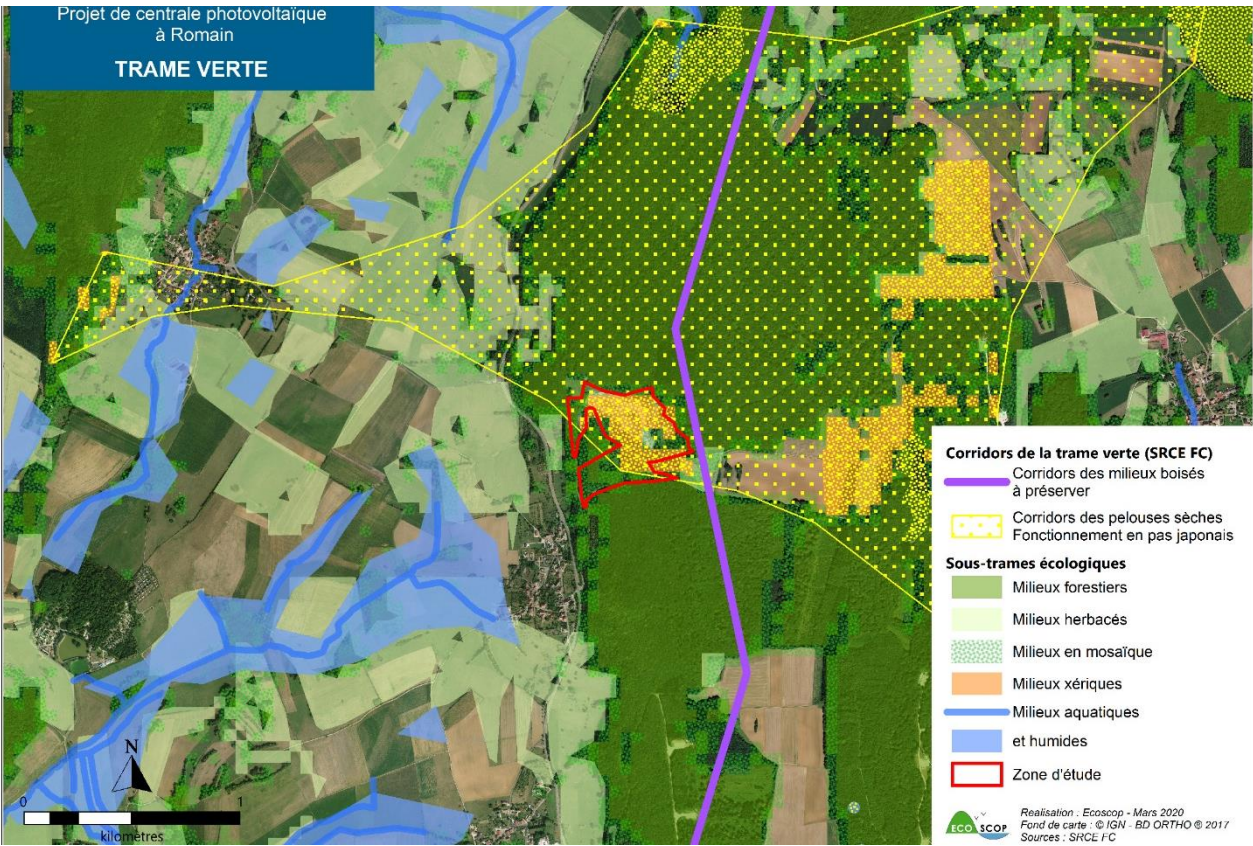 Projet de centrale photovoltaïque
à Romain
TRAME VERTE
Corridors de la trame verte (SRCE FC)
Corridors des milieux boisés
à préserver
Corridors des pelouses sèches
Fonctionnement en pas japonais
Sous-trames écologiques
Milieux forestiers
Milieux herbacés
Milieux en mosaïque
Milieux xériques
Milieux aquatiques
et humides
Zone d'étude
N
0 1
kilomètres
ECO SCOP
Realisation : Ecoscop - Mars 2020
Fond de carte : © IGN - BD ORTHO ® 2017
Sources : SRCE FC